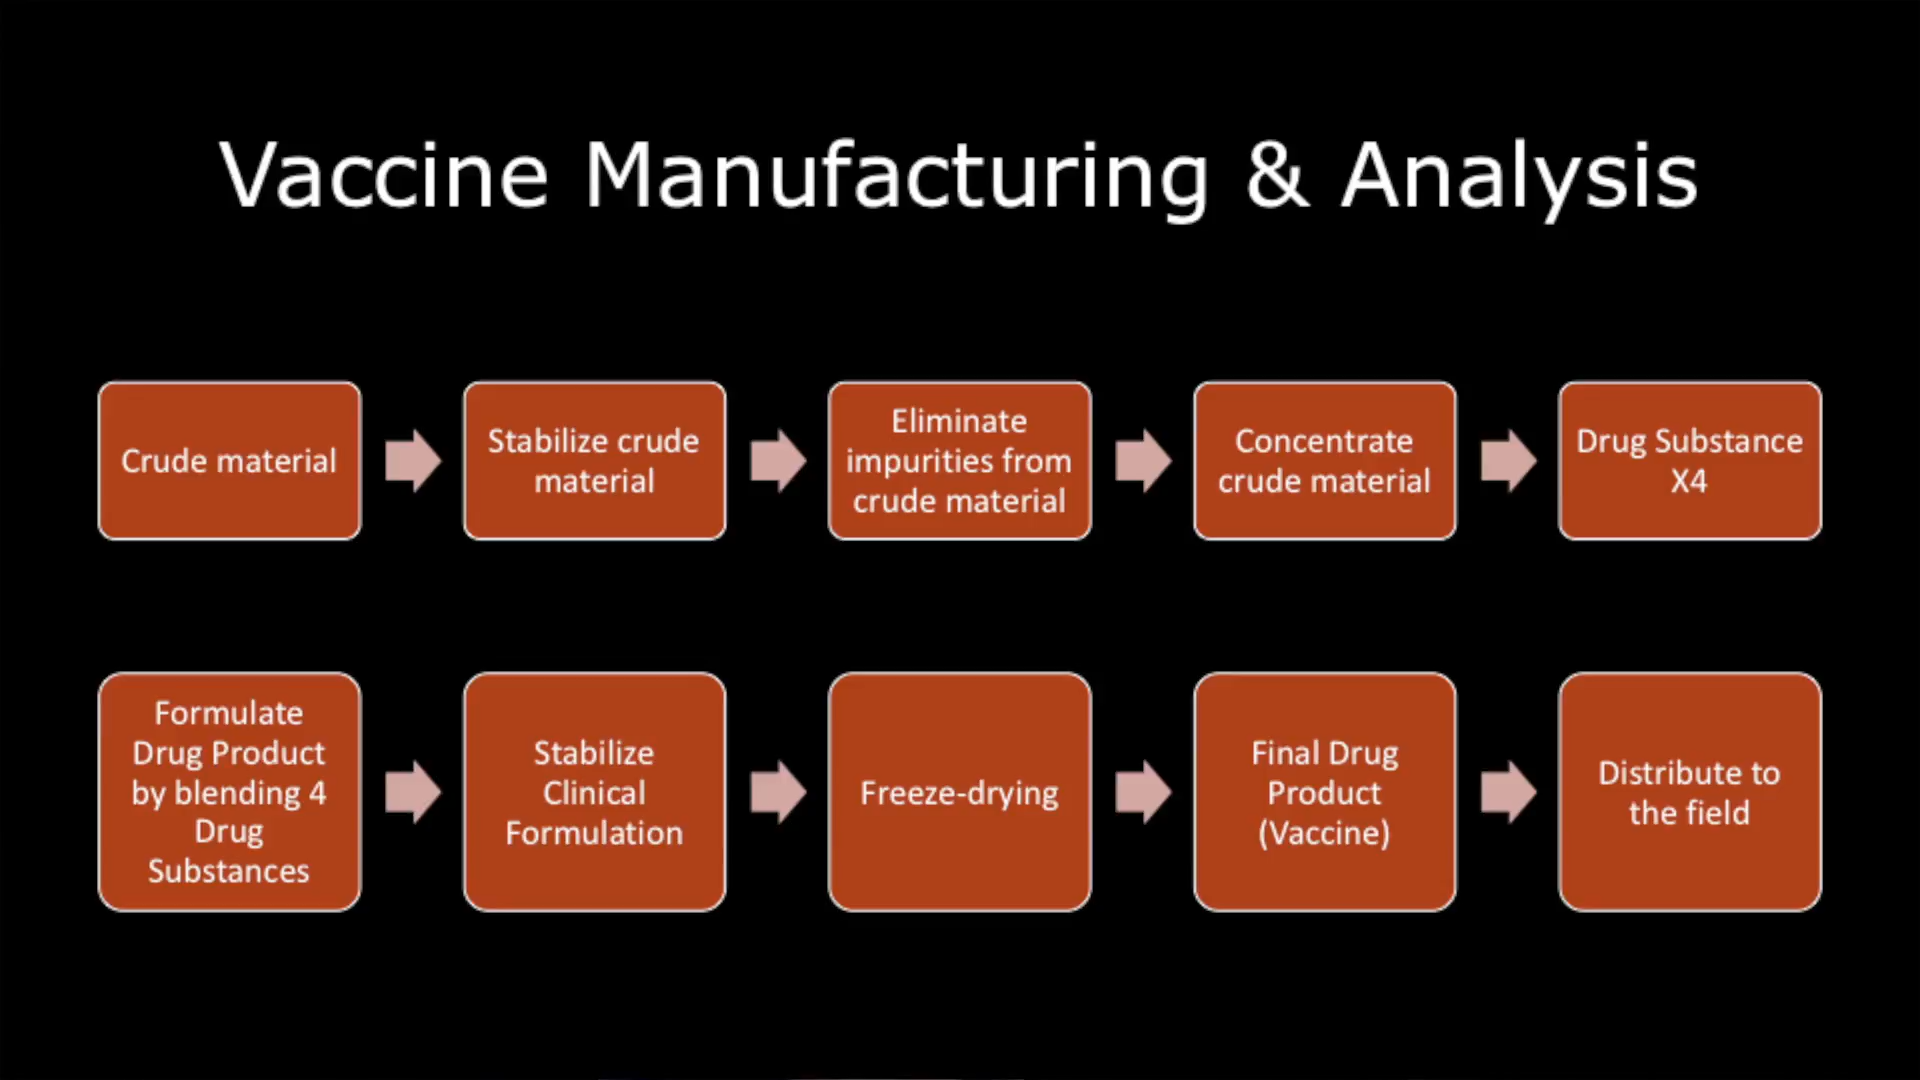 Vaccine Manufacturing & Analysis
Crude material
Stabilize crude
material
Eliminate
impurities from
crude material
Concentrate
crude material
Drug Substance
X4
Formulate
Drug Product
by blending 4
Drug
Substances
Stabilize
Clinical
Formulation
Freeze-drying
Final Drug
Product
(Vaccine)
Distribute to
the field